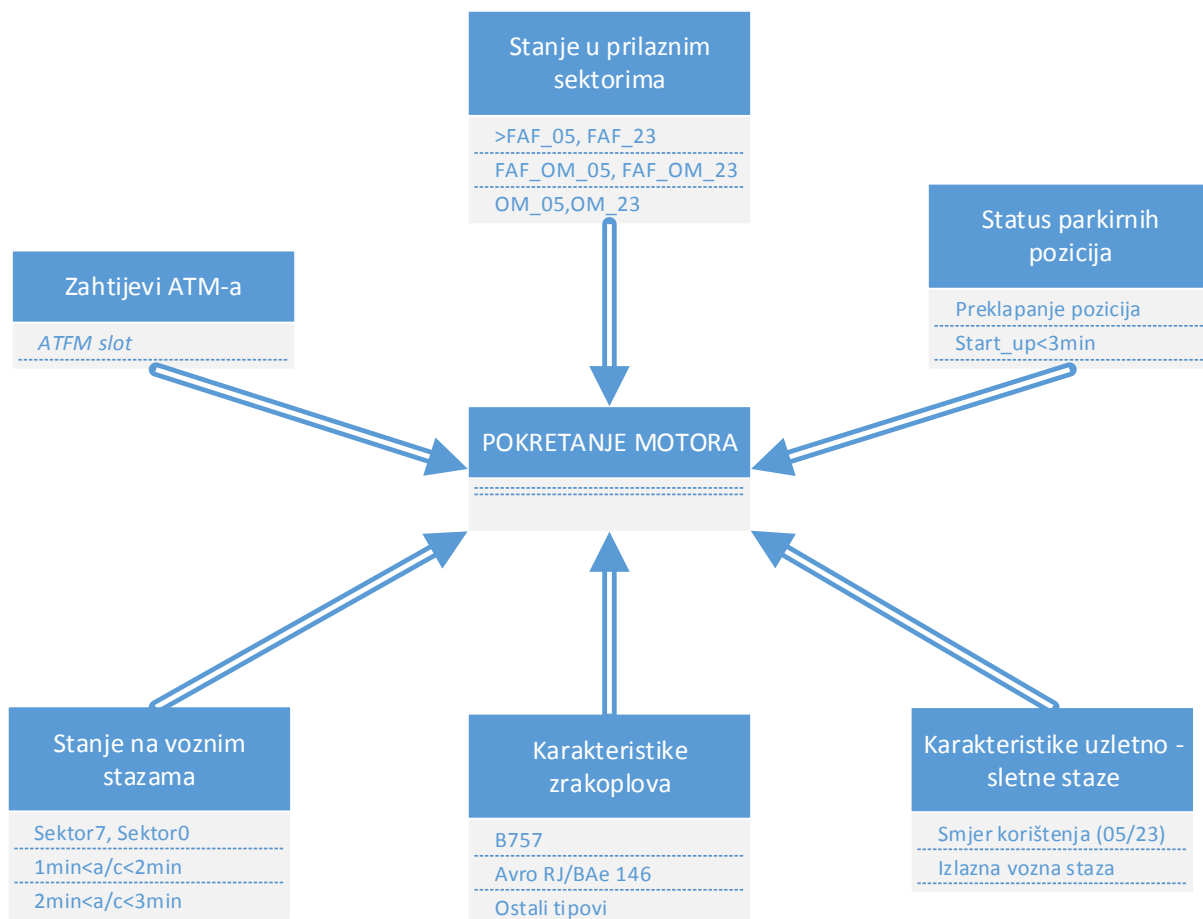 Stanje u prilaznim
sektorima
>FAF_05, FAF_23
FAF_OM_05, FAF_OM_23
OM_05,OM_23
Zahtijevi ATM-a
ATFM slot
Status parkirnih
pozicija
Preklapanje pozicija
Start_up<3min
POKRETANJE MOTORA
Stanje na voznim
stazama
Sektor7, Sektor0
1min<a/c<2min
2min<a/c<3min
Karakteristike
zrakoplova
B757
Avro RJ/BAe 146
Ostali tipovi
Karakteristike uzletno -
sletne staze
Smjer korištenja (05/23)
Izlazna vozna staza